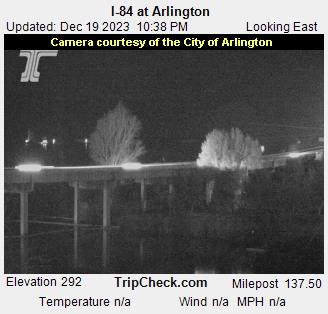 I-84 at Arlington
Updated: Dec 19 2023 10:38 PM Looking East
Camera courtesy of the City of Arlington
Elevation 292 TripCheck.com Milepost 137.50
Temperature n/a Wind n/a MPH n/a